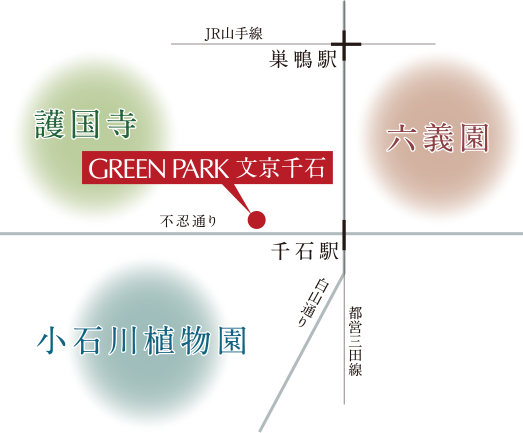 JR山手線
巣鴨駅
護国寺
六義園
GREEN PARK 文京千石
不忍通り
千石駅
白山通り
都営三田線
小石川植物園